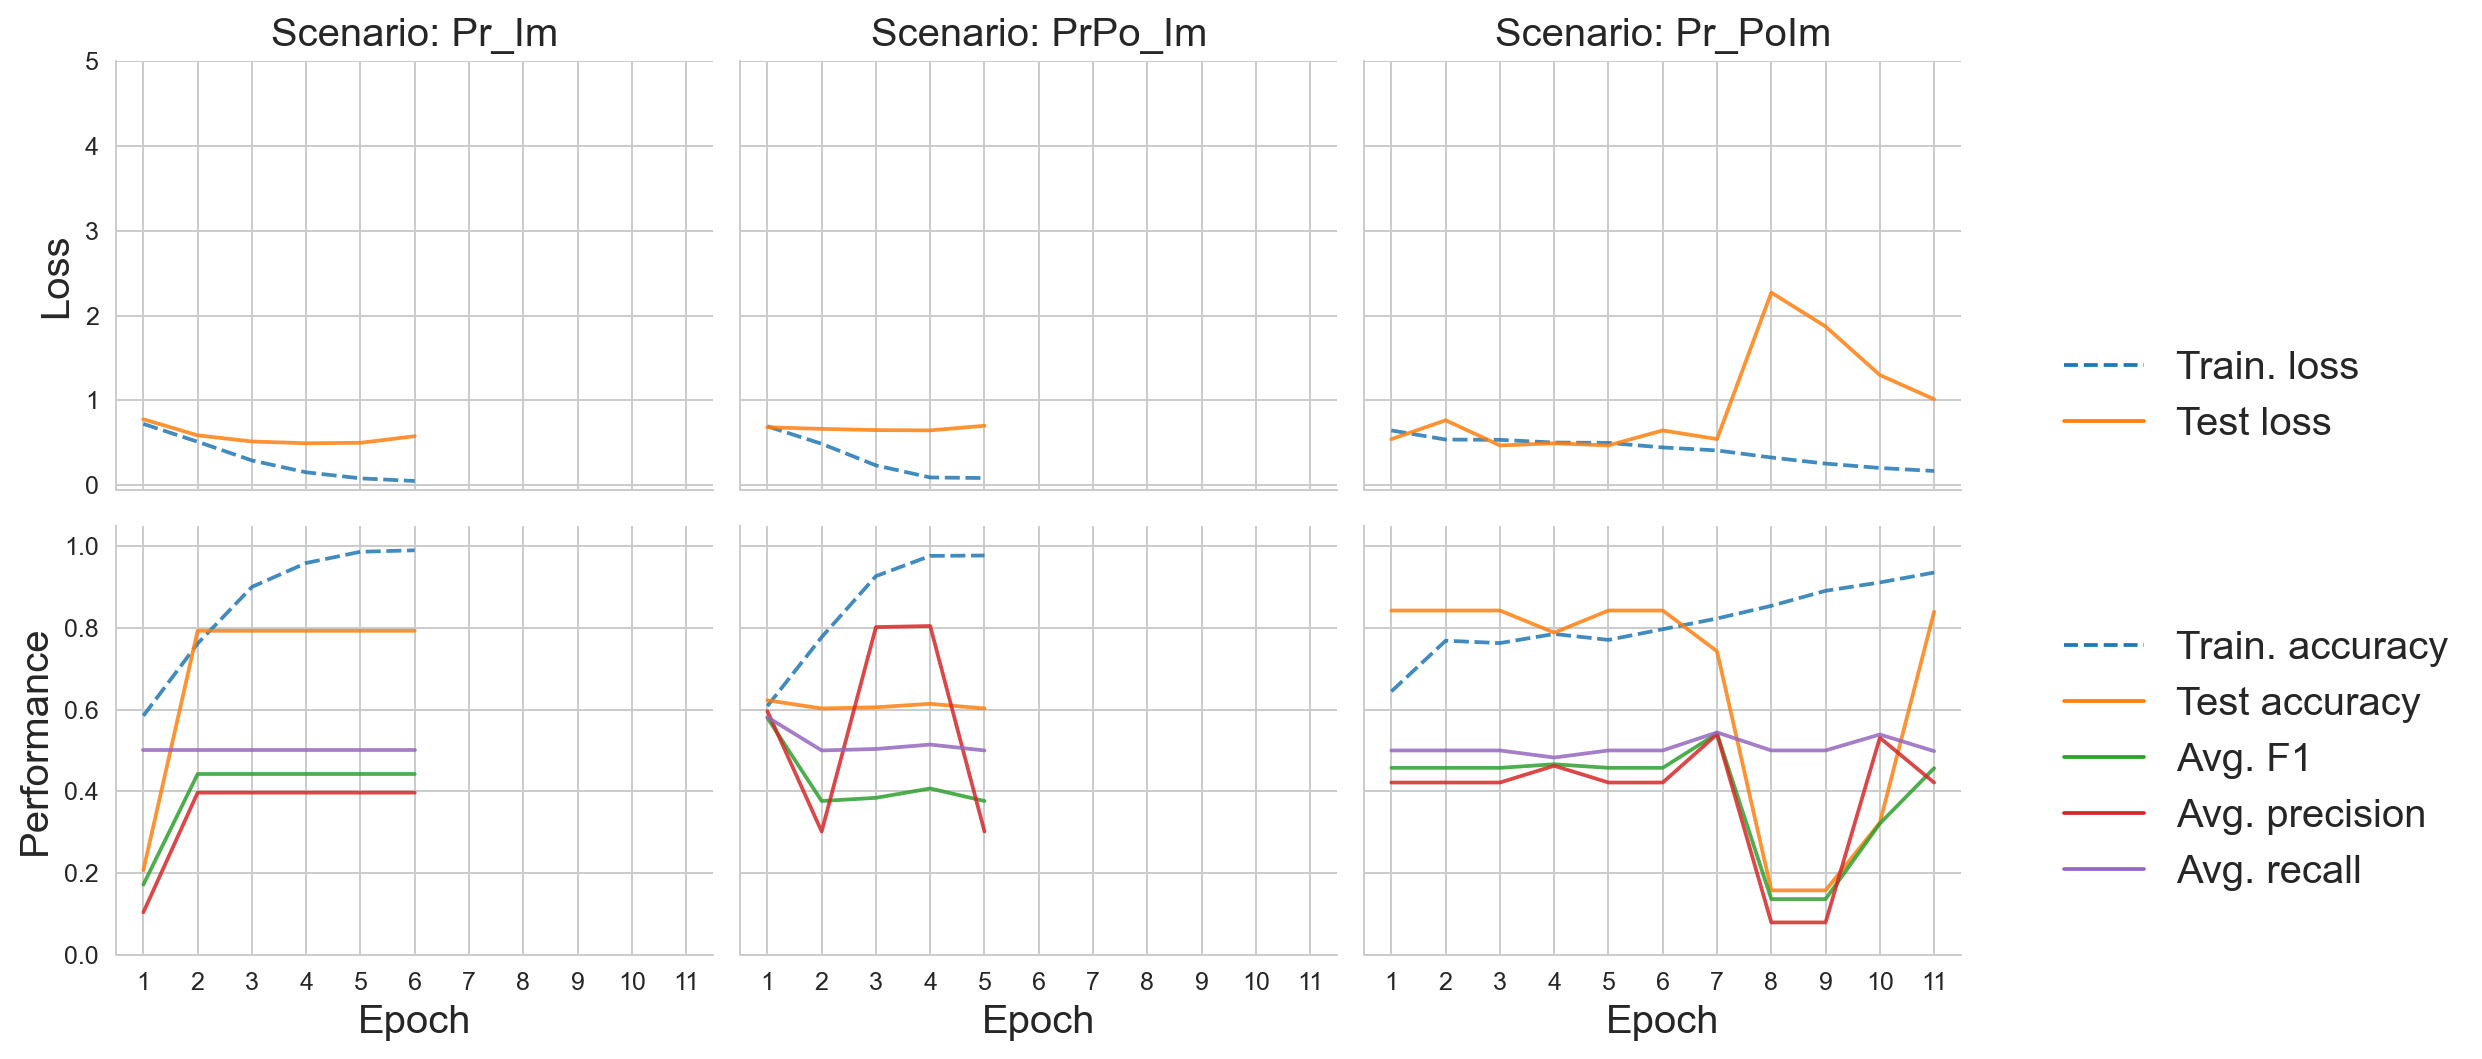 Scenario: Pr_Im
Scenario: PrPo_Im
Scenario: Pr_PoIm
5
4
3
2
1
0
Loss
Train. loss
Test loss
1.0
0.8
0.6
0.4
0.2
0.0
Performance
Train. accuracy
Test accuracy
Avg. F1
Avg. precision
Avg. recall
1 2 3 4 5 6 7 8 9 10 11
1 2 3 4 5 6 7 8 9 10 11
1 2 3 4 5 6 7 8 9 10 11
Epoch
Epoch
Epoch